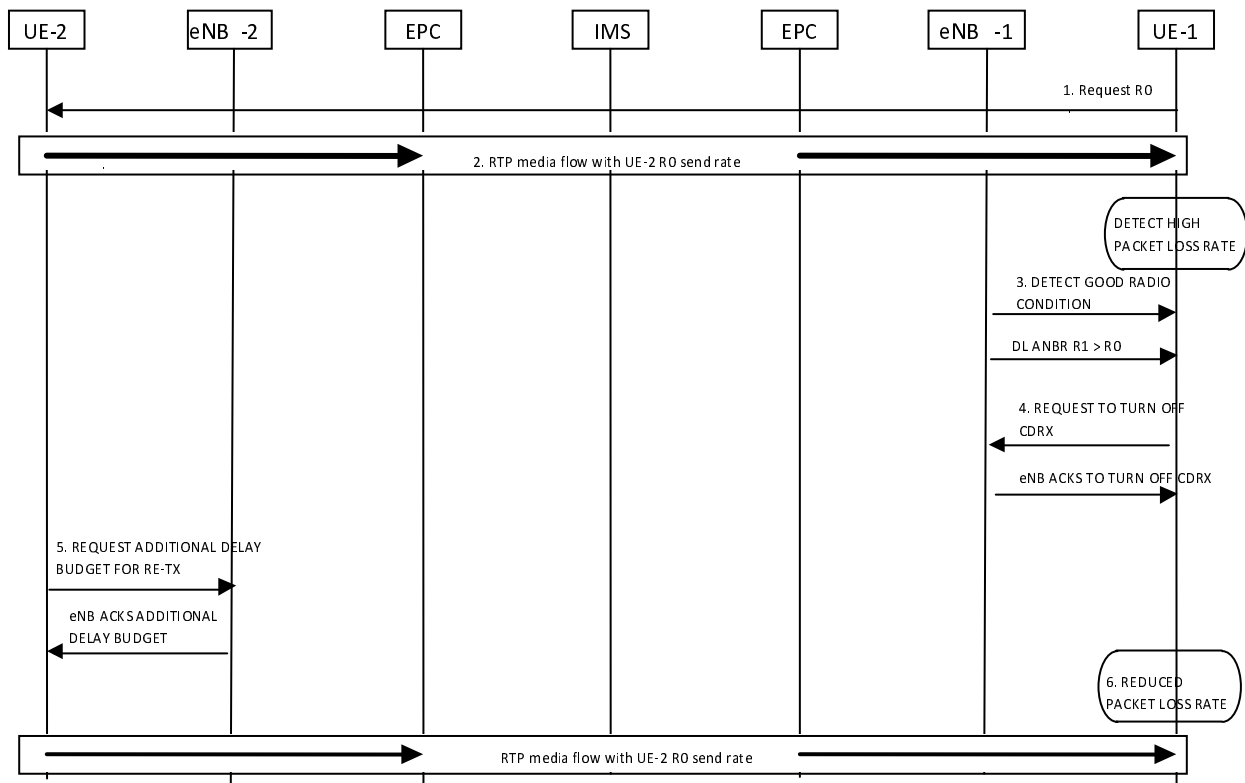 UE-2
eNB -2
EPC
IMS
EPC
eNB -1
UE-1
1. Request R0
2. RTP media flow with UE-2 R0 send rate
DETECT HIGH
PACKET LOSS RATE
3. DETECT GOOD RADIO
CONDITION
DL ANBR R1 > R0
4. REQUEST TO TURN OFF
CDRX
eNB ACKS TO TURN OFF CDRX
5. REQUEST ADDITIONAL DELAY
BUDGET FOR RE-TX
eNB ACKS ADDITIONAL
DELAY BUDGET
6. REDUCED
PACKET LOSS RATE
RTP media flow with UE-2 R0 send rate